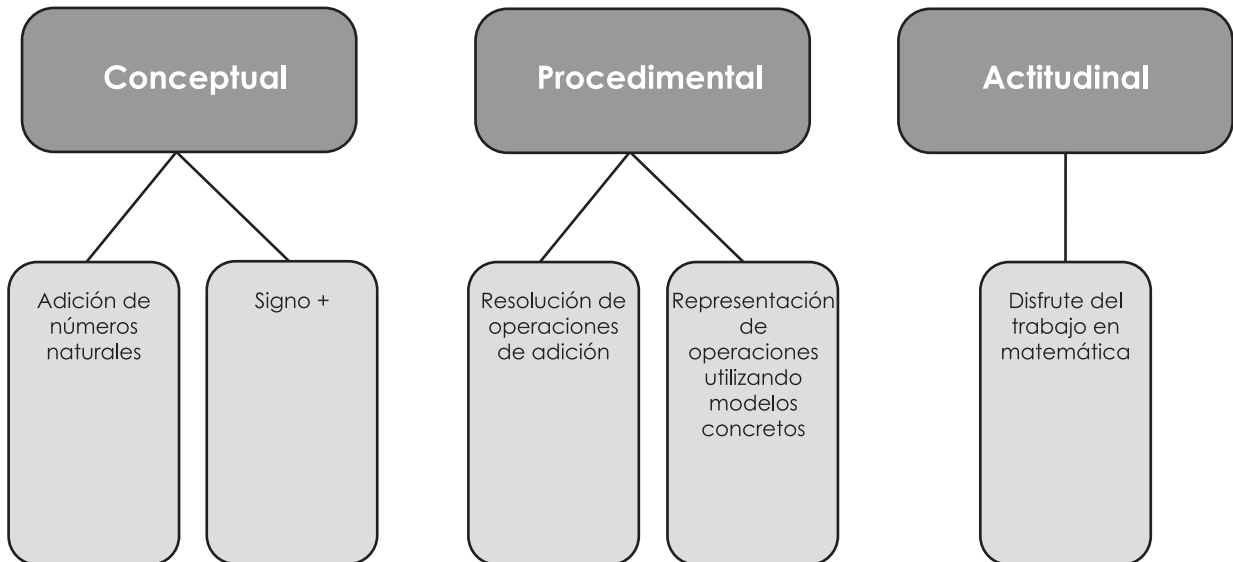 Conceptual
Procedimental
Actitudinal
Adición de
números
naturales
Signo +
Resolución de
operaciones
de adición
Representación
de
operaciones
utilizando
modelos
concretos
Disfrute del
trabajo en
matemática